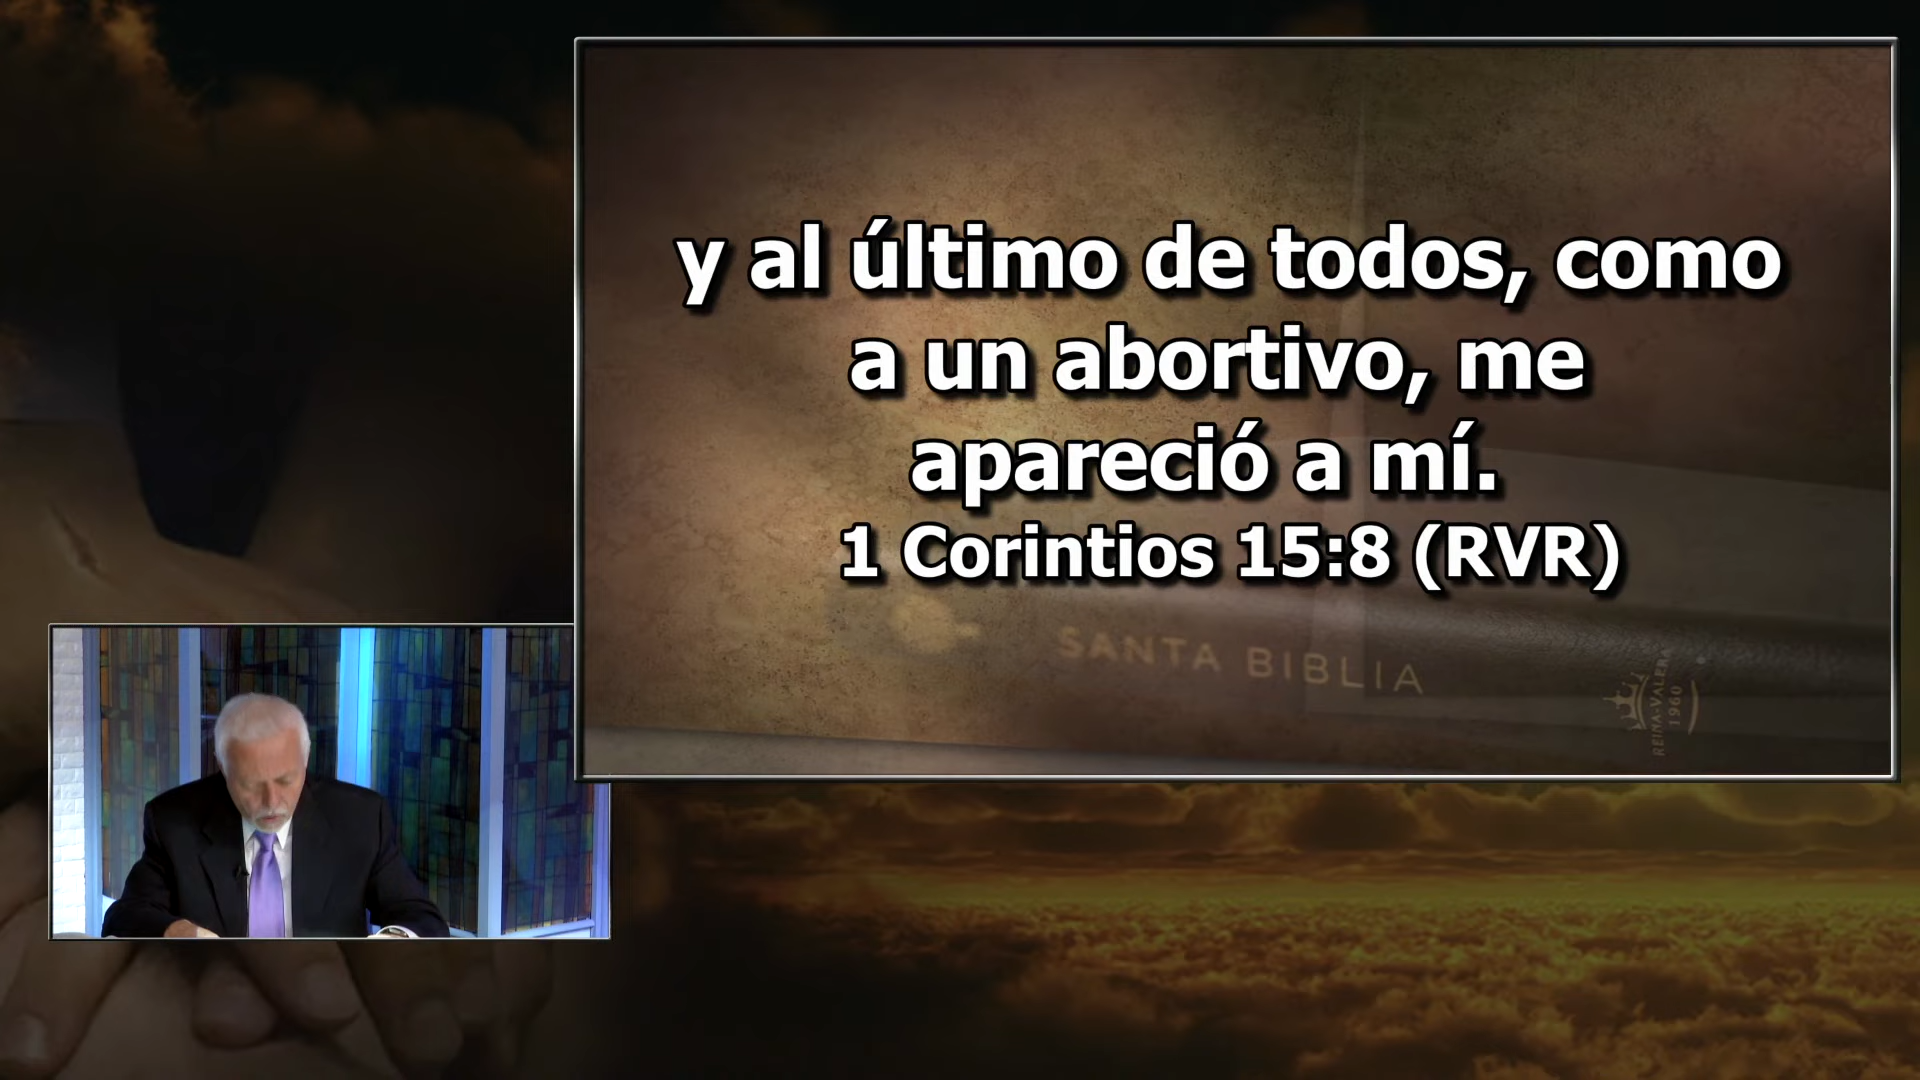 y al último de todos, como
a un abortivo, me
apareció a mí.
1 Corintios 15:8 (RVR)
SANTA BIBLIA
REINA-VALERA
1960